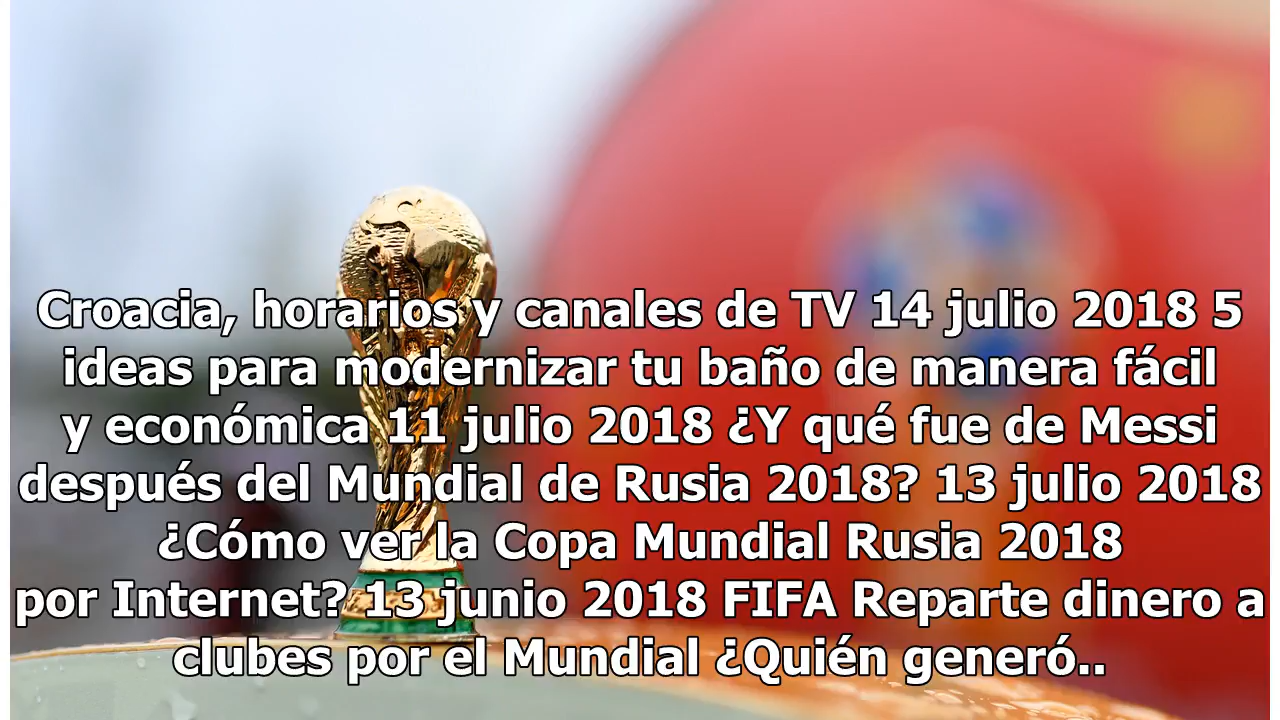 Croacia, horarios y canales de TV 14 julio 2018 5
ideas para modernizar tu baño de manera fácil
y económica 11 julio 2018 ¿Y qué fue de Messi
después del Mundial de Rusia 2018? 13 julio 2018
¿Cómo ver la Copa Mundial Rusia 2018
por Internet? 13 junio 2018 FIFA Reparte dinero a
clubes por el Mundial ¿Quién generó..